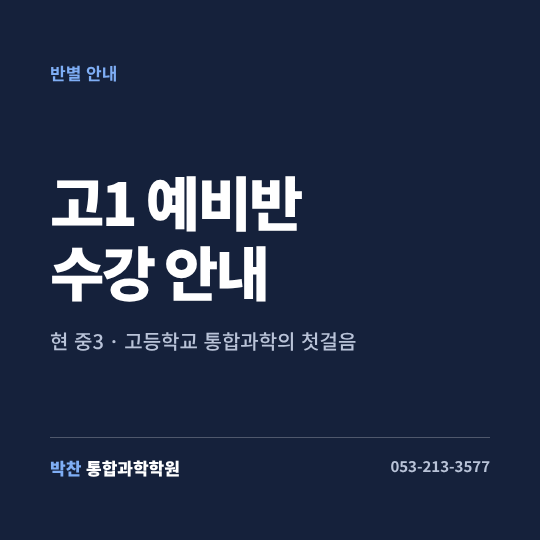 반별 안내
고1 예비반
수강 안내
현 중3 · 고등학교 통합과학의 첫걸음
박찬 통합과학학원
053-213-3577